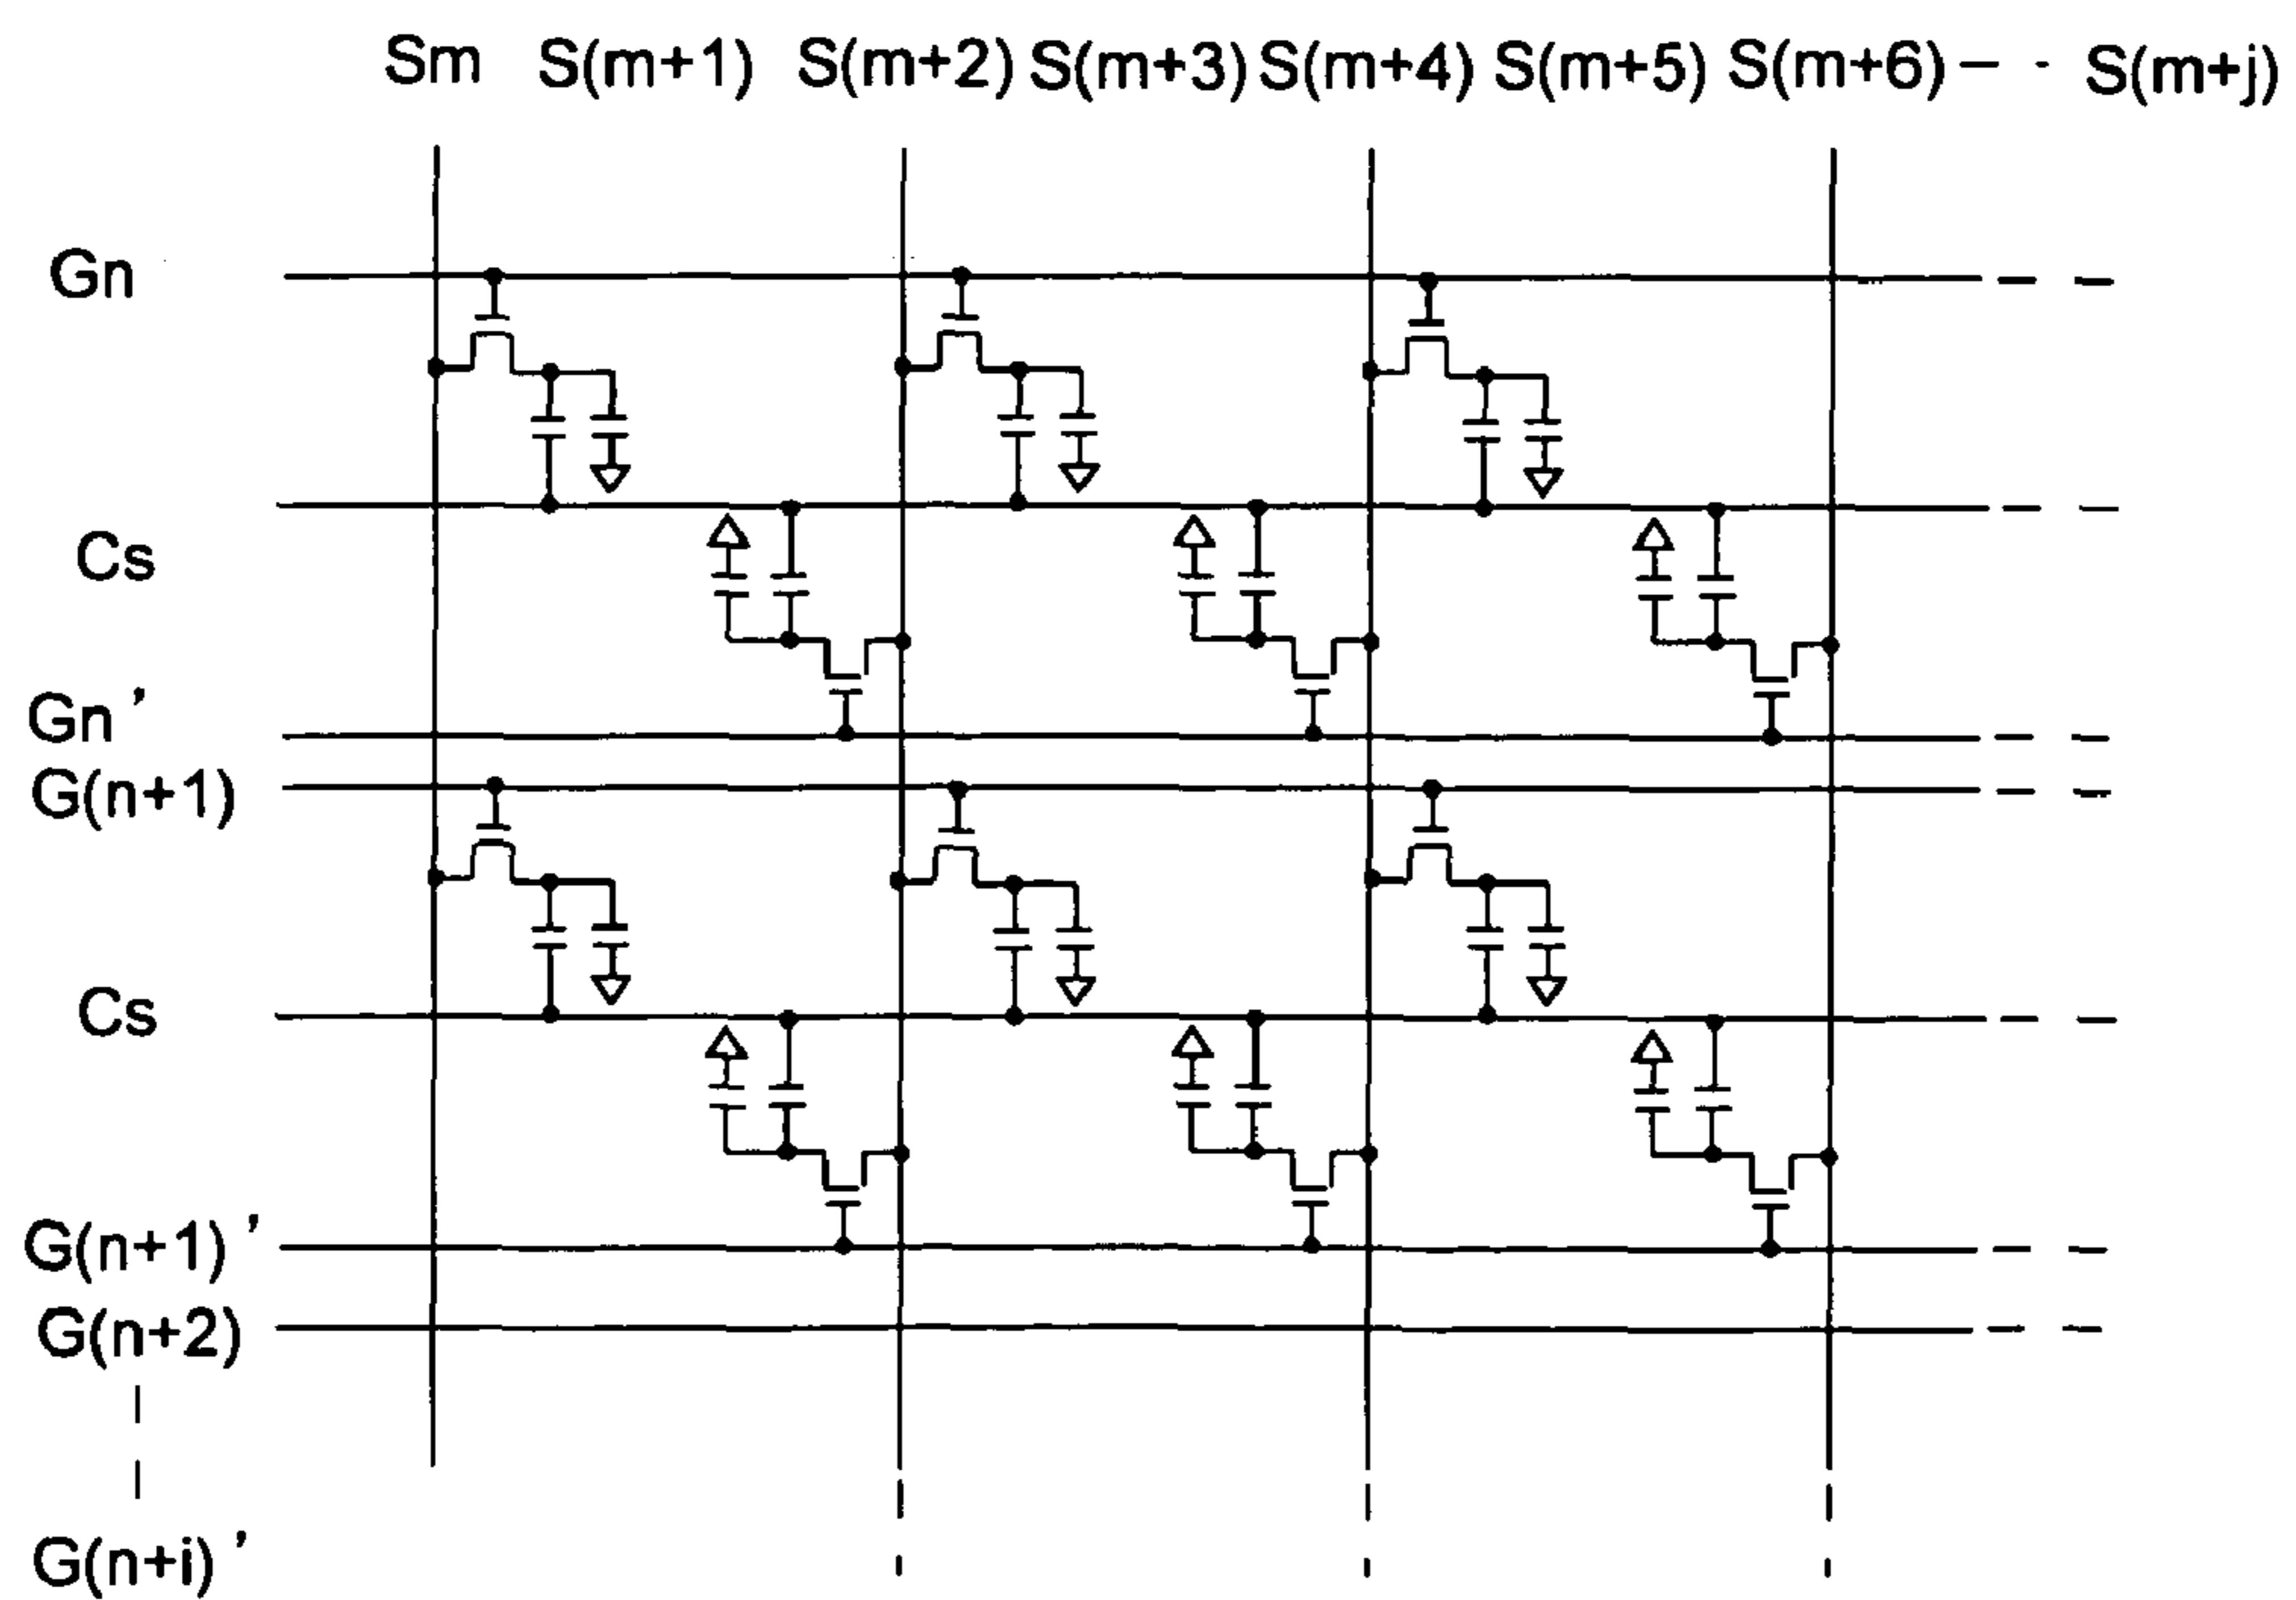 Sm S(m+1) S(m+2) S(m+3) S(m+4) S(m+5) S(m+6) — - S(m+j)
Gn
Cs
Gn’
G(n+1)
Cs
G(n+1)’
G(n+2)
G(n+i)’